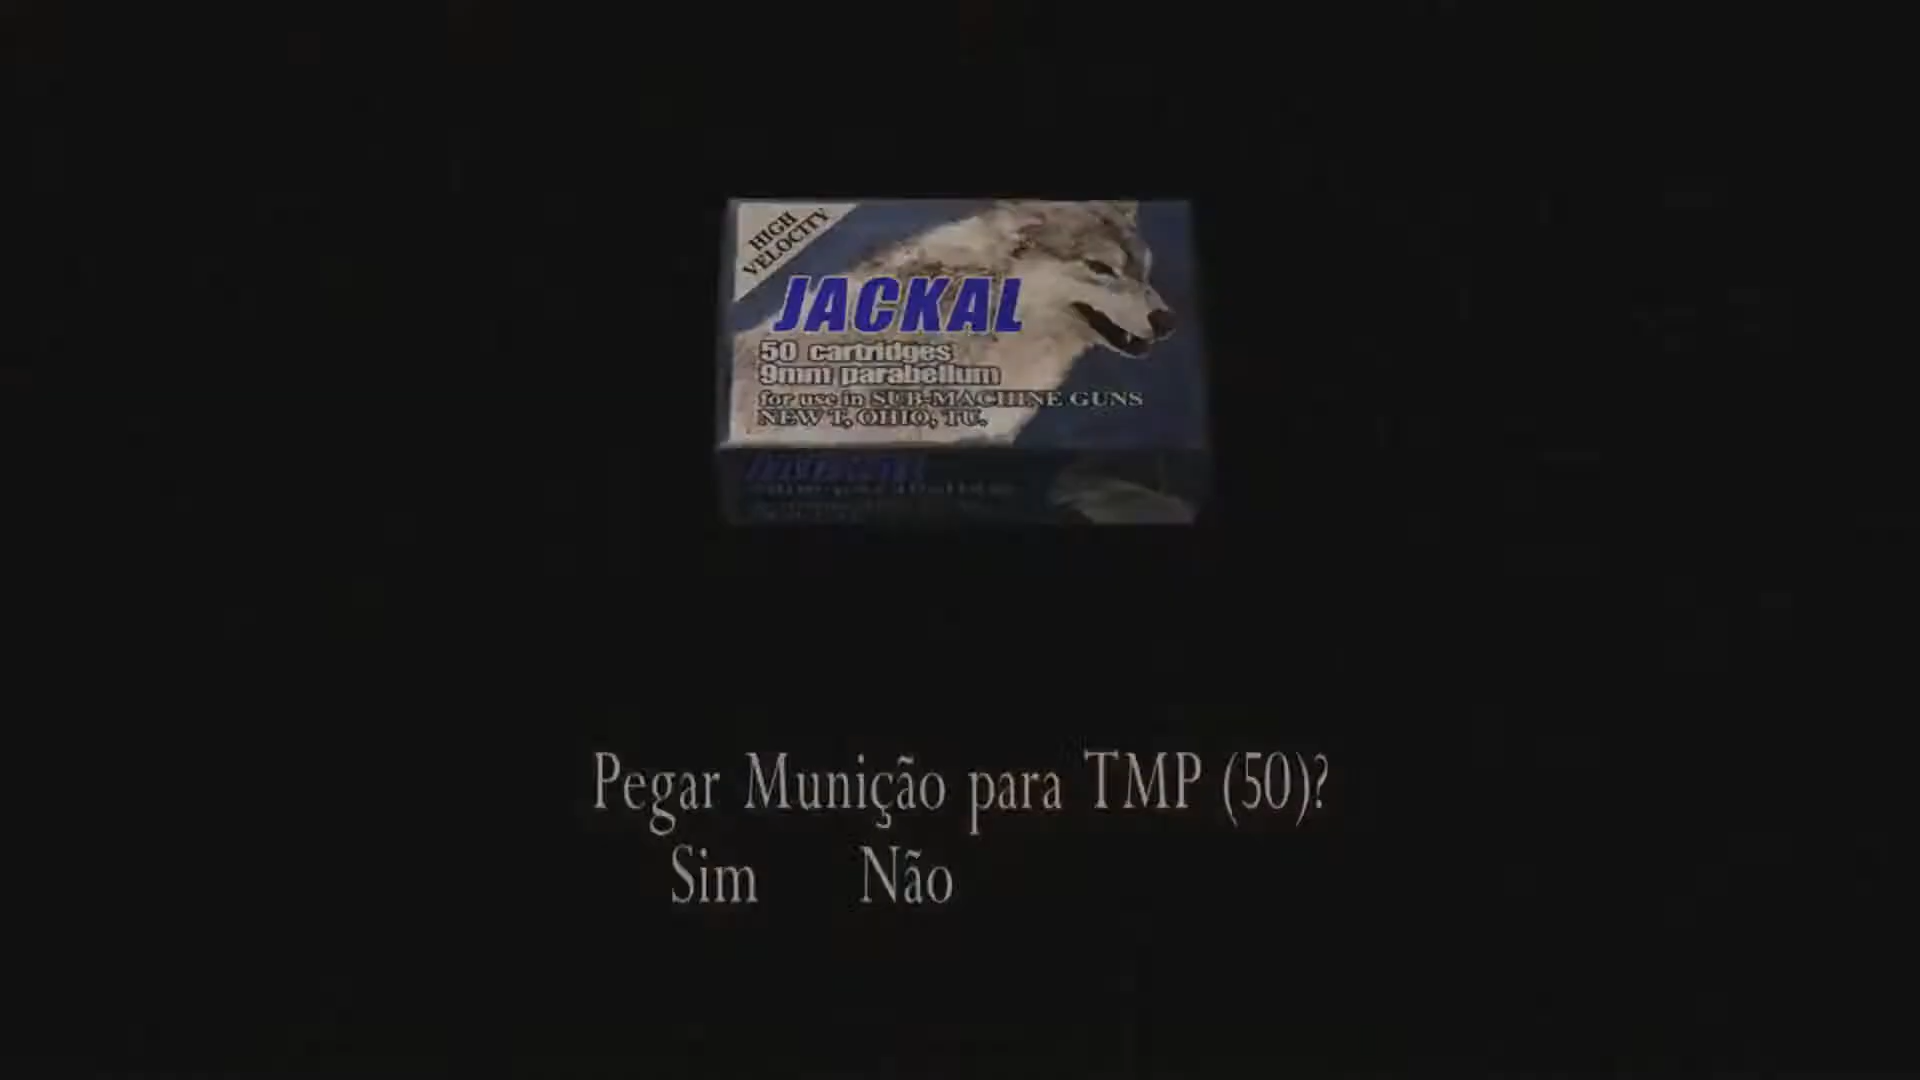 HIGH
VELOCITY
JACKAL
50 cartridges
9mm parabellum
for use in SUB-MACHINE GUNS
NEW T, OHIO, TU.
Pegar Munição para TMP (50)?
Sim Não